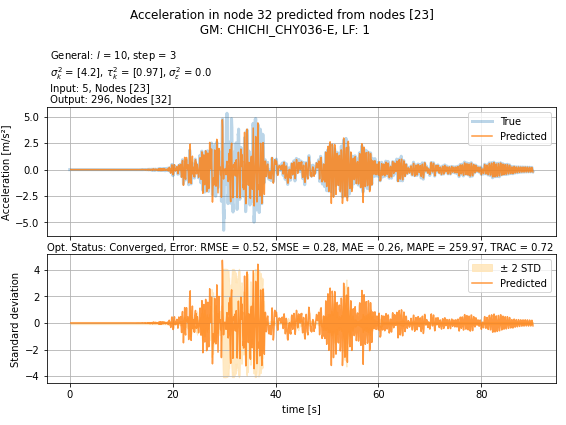 Acceleration in node 32 predicted from nodes [23]
GM: CHICHI_CHY036-E, LF: 1
General: l = 10, step = 3
σ²ₖ = [4.2], τ²ₖ = [0.97], σ²ε = 0.0
Input: 5, Nodes [23]
Output: 296, Nodes [32]
Acceleration [m/s²]
5.0
2.5
0.0
−2.5
−5.0
True
Predicted
Opt. Status: Converged, Error: RMSE = 0.52, SMSE = 0.28, MAE = 0.26, MAPE = 259.97, TRAC = 0.72
Standard deviation
4
2
0
−2
−4
± 2 STD
Predicted
0
20
40
60
80
time [s]